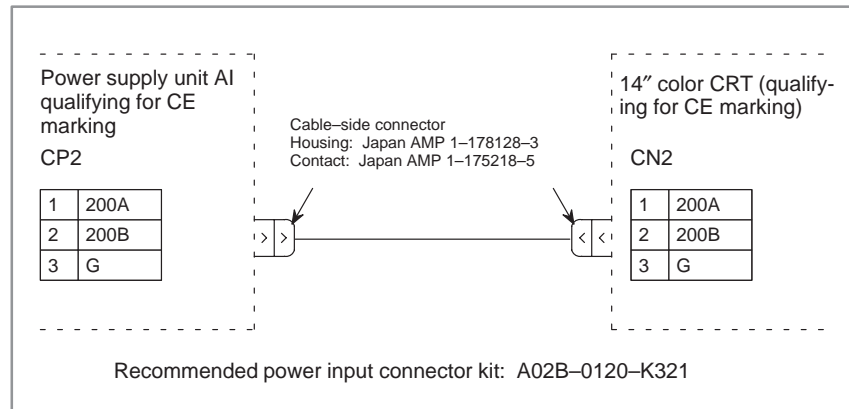 Power supply unit AI
qualifying for CE
marking
CP2
1 200A
2 200B
3 G
Cable–side connector
Housing: Japan AMP 1–178128–3
Contact: Japan AMP 1–175218–5
14″ color CRT (qualify-
ing for CE marking)
CN2
1 200A
2 200B
3 G
Recommended power input connector kit: A02B–0120–K321